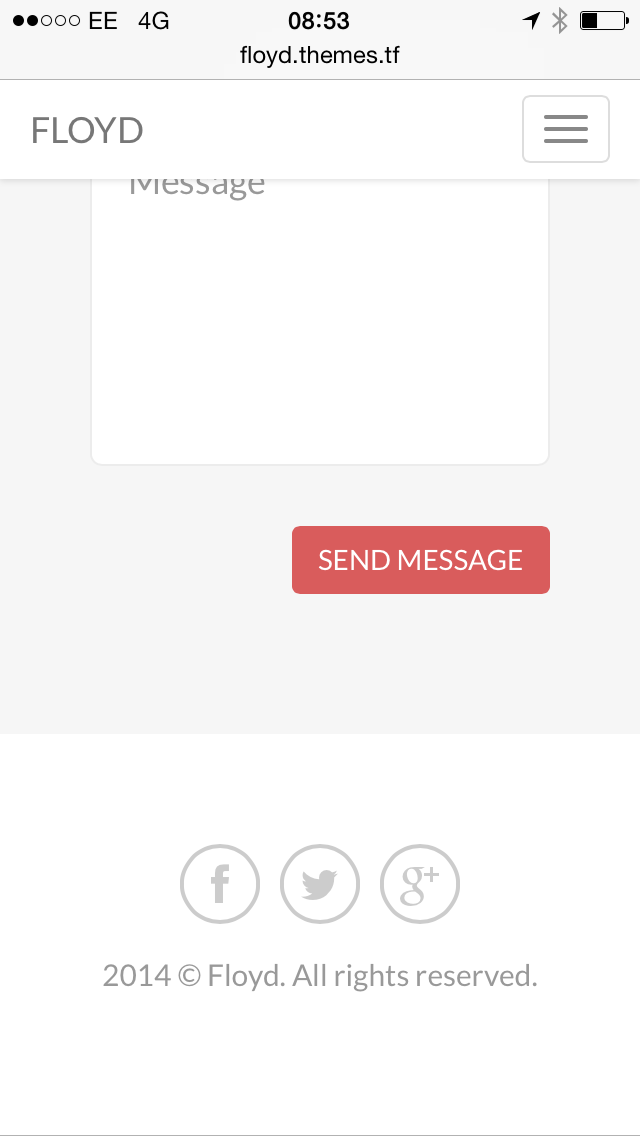 EE 4G 08:53
floyd.themes.tf
FLOYD
Message
SEND MESSAGE
f g+
2014 © Floyd. All rights reserved.